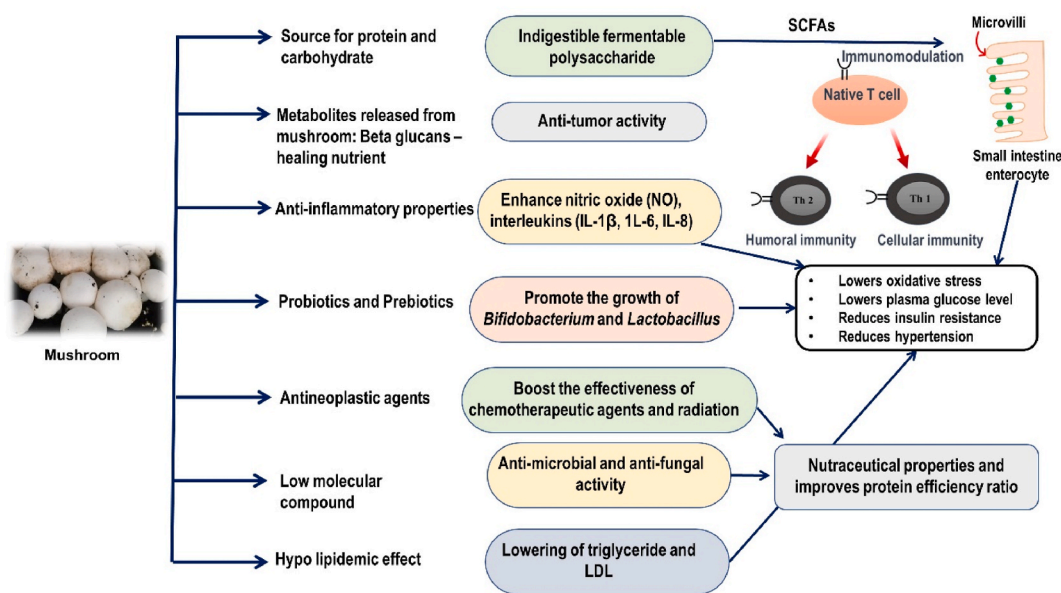 Mushroom
Source for protein and
carbohydrate
Indigestible fermentable
polysaccharide
SCFAs
Microvilli
Immunomodulation
Native T cell
Small intestine
enterocyte
Th 2
Th 1
Humoral immunity
Cellular immunity
Metabolites released from
mushroom: Beta glucans –
healing nutrient
Anti-tumor activity
Anti-inflammatory properties
Enhance nitric oxide (NO),
interleukins (IL-1β, 1L-6, IL-8)
Probiotics and Prebiotics
Promote the growth of
Bifidobacterium and Lactobacillus
• Lowers oxidative stress
• Lowers plasma glucose level
• Reduces insulin resistance
• Reduces hypertension
Antineoplastic agents
Boost the effectiveness of
chemotherapeutic agents and radiation
Low molecular
compound
Anti-microbial and anti-fungal
activity
Nutraceutical properties and
improves protein efficiency ratio
Hypo lipidemic effect
Lowering of triglyceride and
LDL